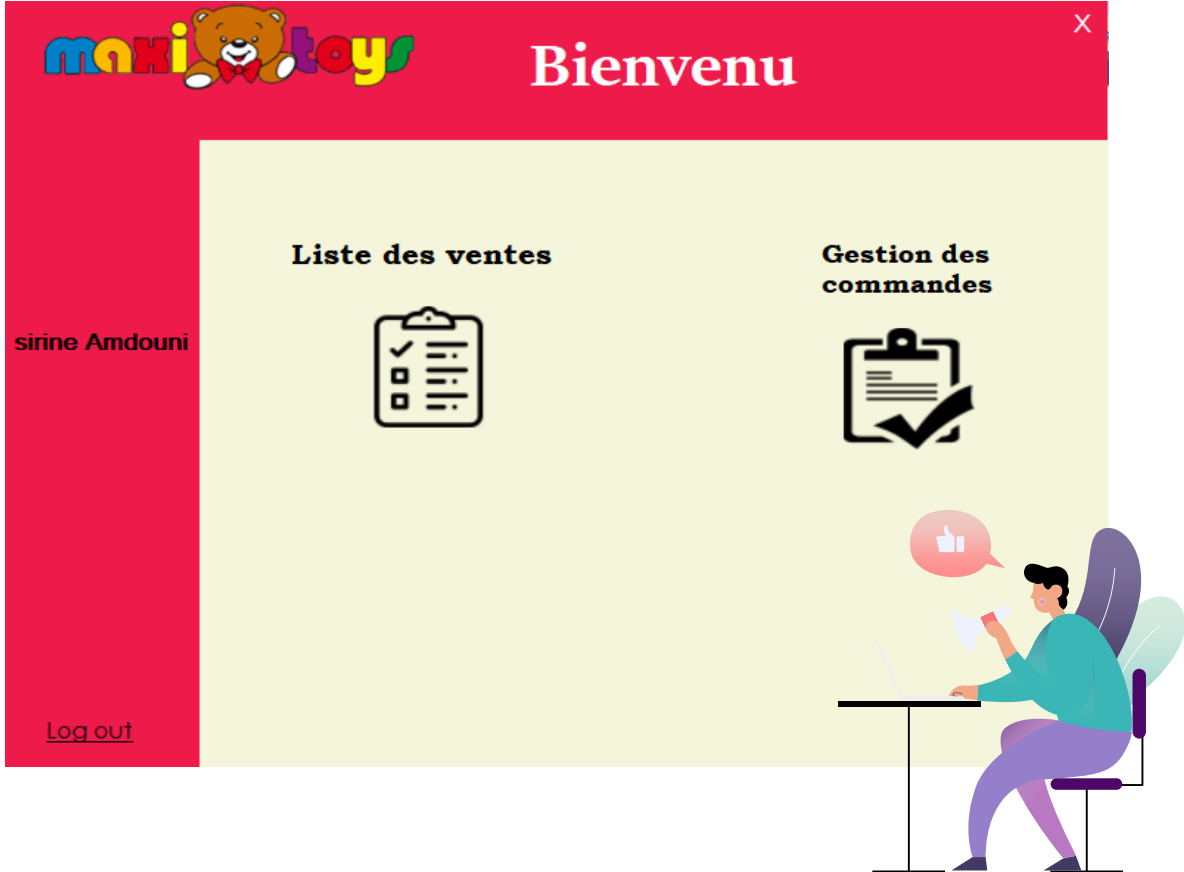 maxi toys
Bienvenu
X
Liste des ventes
Gestion des
commandes
sirine Amdouni
Log out